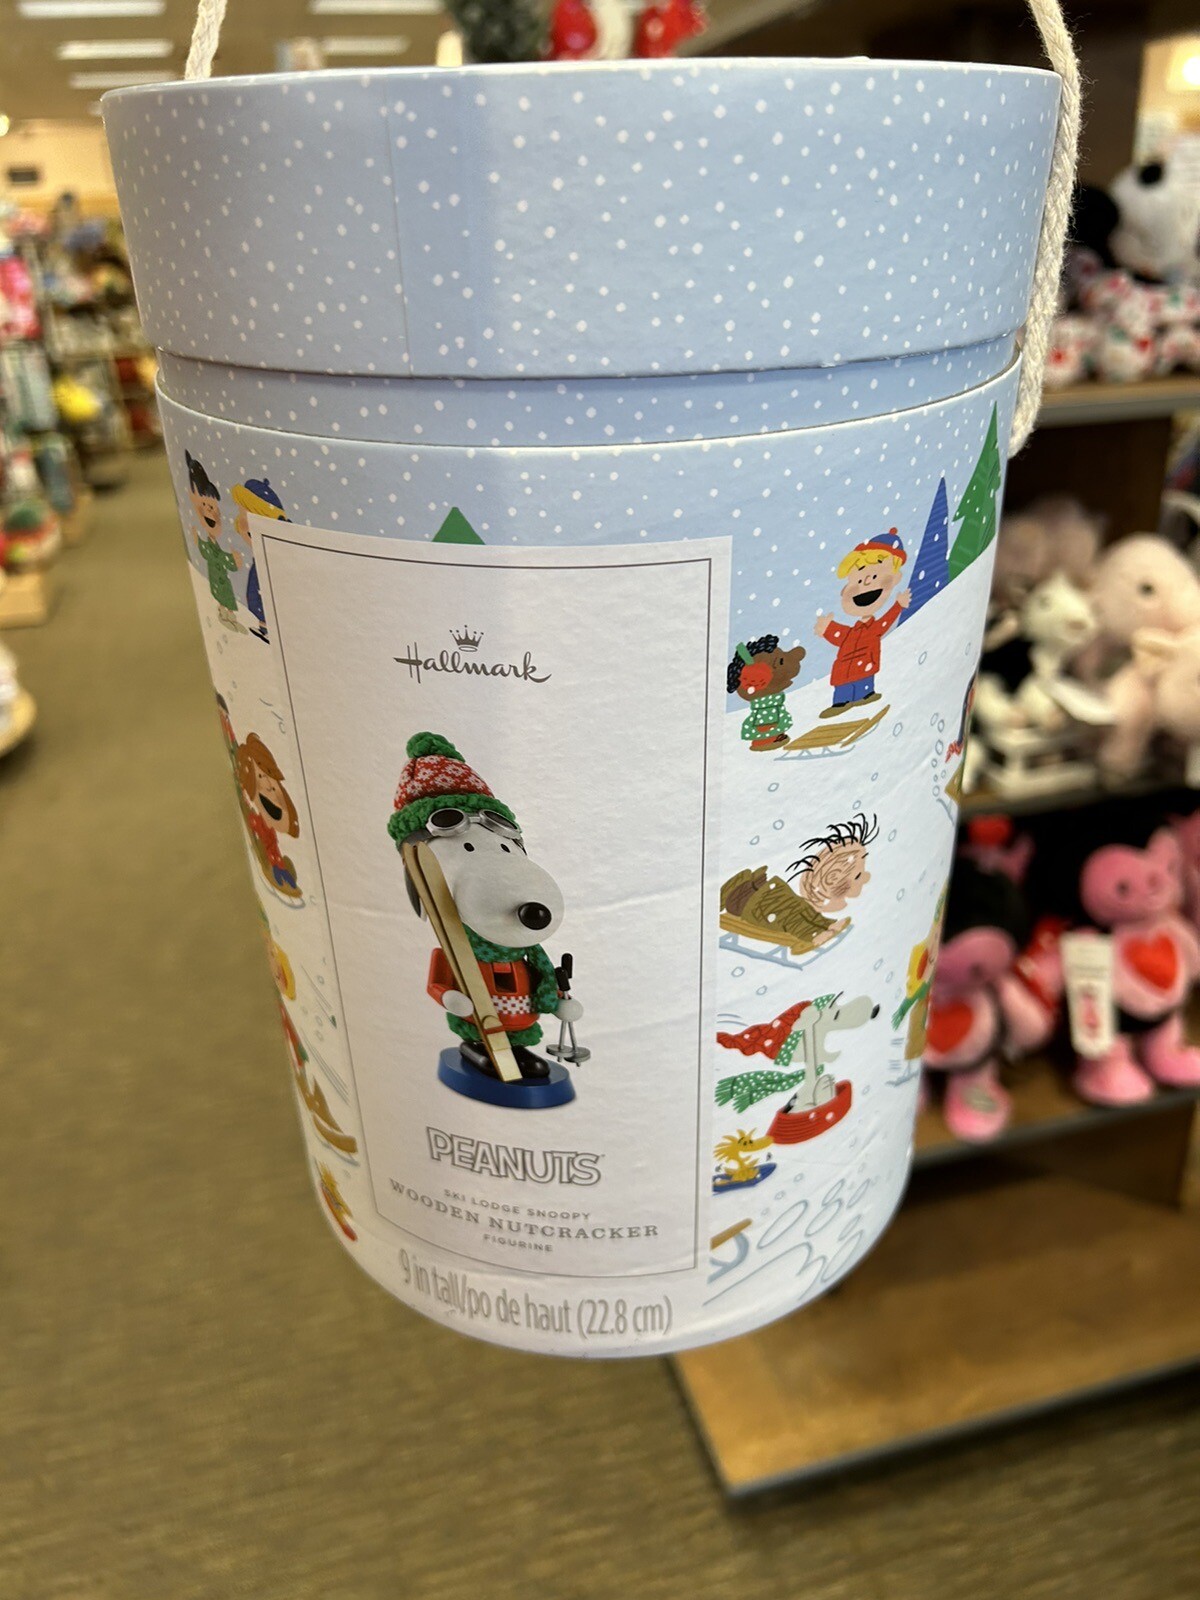 Hallmark
PEANUTS
SKI LODGE SNOOPY
WOODEN NUTCRACKER
FIGURINE
9 in tall/po de haut (22.8 cm)